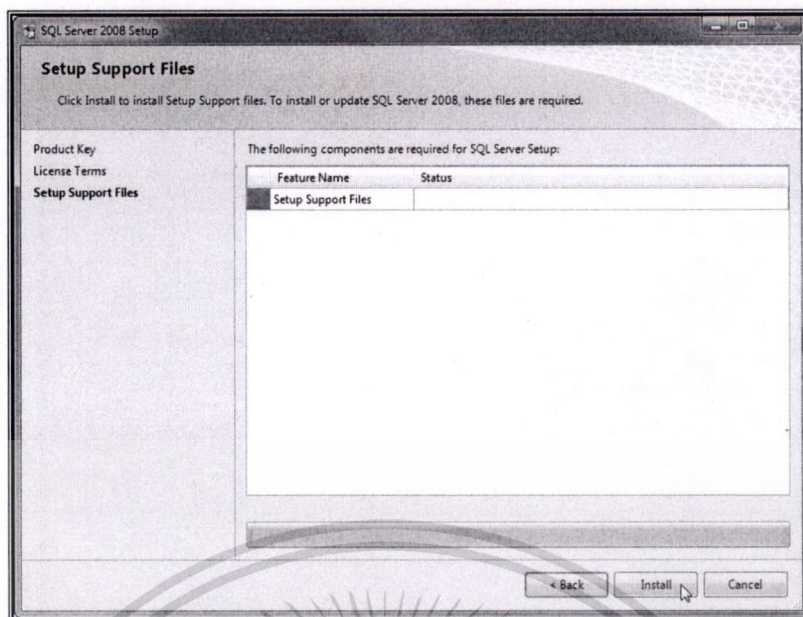 SQL Server 2008 Setup
Setup Support Files
Click Install to install Setup Support files. To install or update SQL Server 2008, these files are required.
Product Key
License Terms
Setup Support Files
The following components are required for SQL Server Setup:
Feature Name Status
Setup Support Files
< Back Install Cancel